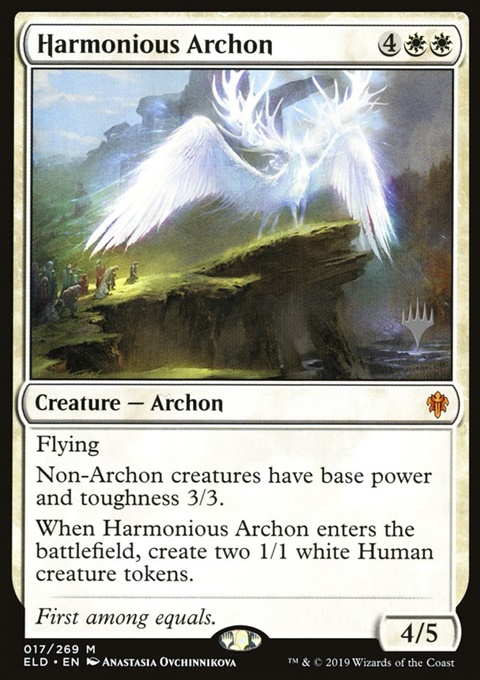 Harmonious Archon 4
Creature — Archon
Flying
Non-Archon creatures have base power
and toughness 3/3.
When Harmonious Archon enters the
battlefield, create two 1/1 white Human
creature tokens.
First among equals.
4/5
017/269 M
ELD • EN Anastasia Ovchinnikova
™ & © 2019 Wizards of the Coast